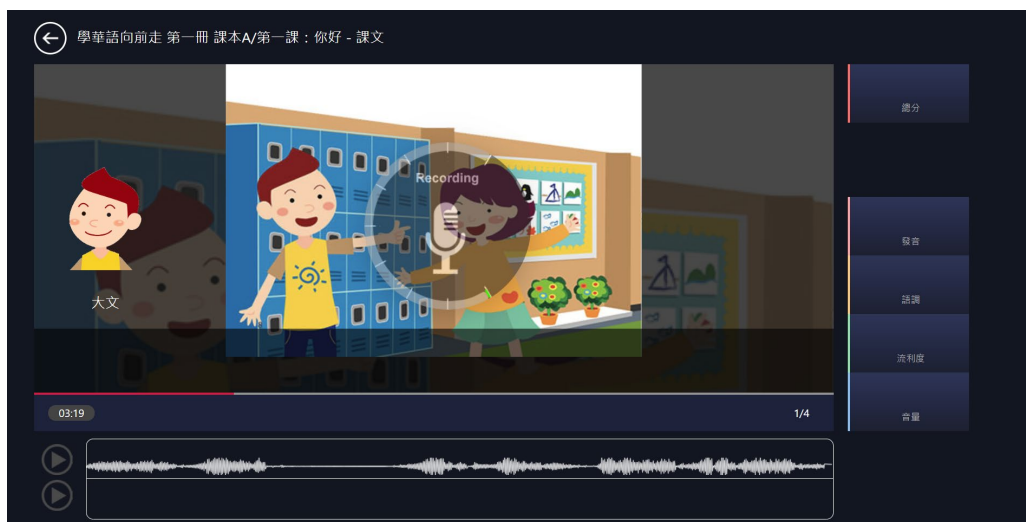 學華語向前走 第一冊 課本A/第一課：你好 - 課文
Recording
大文
03:19
1/4
總分
發音
語調
流利度
音量